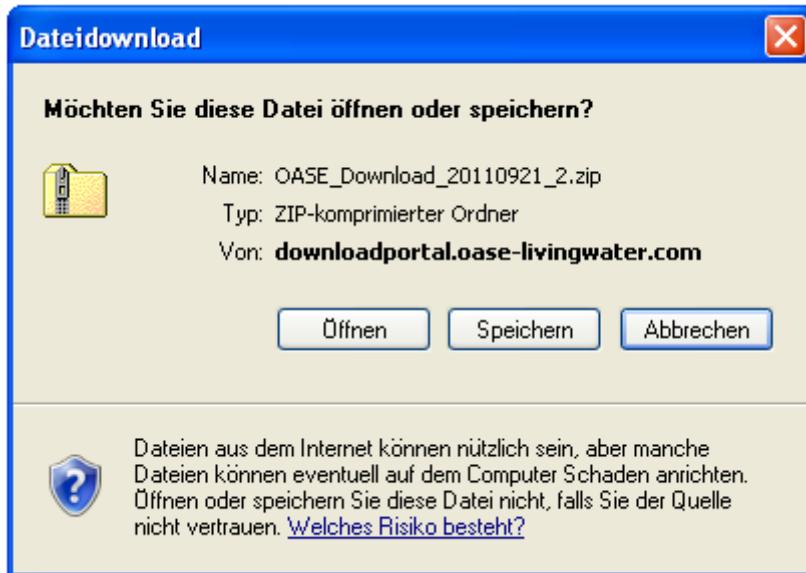 Dateidownload
Möchten Sie diese Datei öffnen oder speichern?
Name: OASE_Download_20110921_2.zip
Typ: ZIP-komprimierter Ordner
Von: downloadportal.oase-livingwater.com
Öffnen Speichern Abbrechen
Dateien aus dem Internet können nützlich sein, aber manche
Dateien können eventuell auf dem Computer Schaden anrichten.
Öffnen oder speichern Sie diese Datei nicht, falls Sie der Quelle
nicht vertrauen. Welches Risiko besteht?